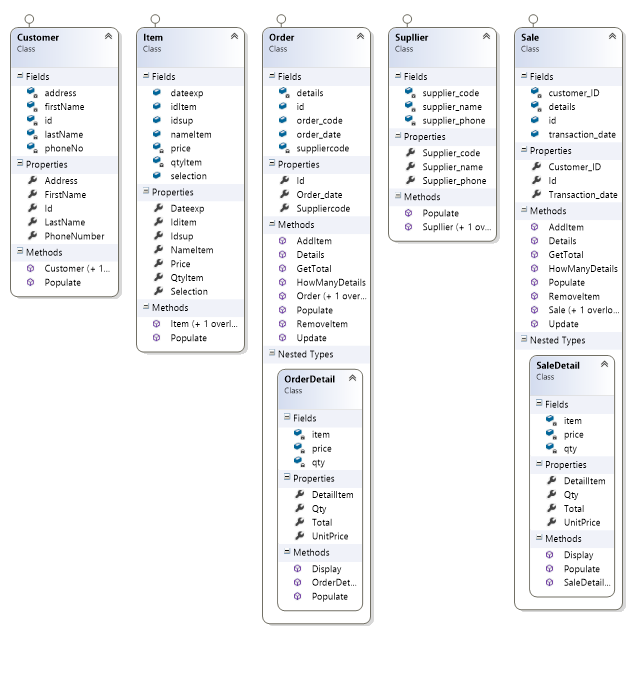 Customer
Class
Fields
address
firstName
id
lastName
phoneNo
Properties
Address
FirstName
Id
LastName
PhoneNumber
Methods
Customer (+ 1...
Populate
Item
Class
Fields
dateexp
idItem
idsup
nameItem
price
qtyItem
selection
Properties
Dateexp
Iditem
Idsup
NameItem
Price
QtyItem
Selection
Methods
Item (+ 1 overlo...
Populate
Order
Class
Fields
details
id
order_code
order_date
suppliercode
Properties
Id
Order_date
Suppliercode
Methods
AddItem
Details
GetTotal
HowManyDetails
Order (+ 1 over...
Populate
RemoveItem
Update
Nested Types
OrderDetail
Class
Fields
item
price
qty
Properties
DetailItem
Qty
Total
UnitPrice
Methods
Display
OrderDet...
Populate
Supllier
Class
Fields
supplier_code
supplier_name
supplier_phone
Properties
Supplier_code
Supplier_name
Supplier_phone
Methods
Populate
Supllier (+ 1 ov...
Sale
Class
Fields
customer_ID
details
id
transaction_date
Properties
Customer_ID
Id
Transaction_date
Methods
AddItem
Details
GetTotal
HowManyDetails
Populate
RemoveItem
Sale (+ 1 overlo...
Update
Nested Types
SaleDetail
Class
Fields
item
price
qty
Properties
DetailItem
Qty
Total
UnitPrice
Methods
Display
Populate
SaleDetail...